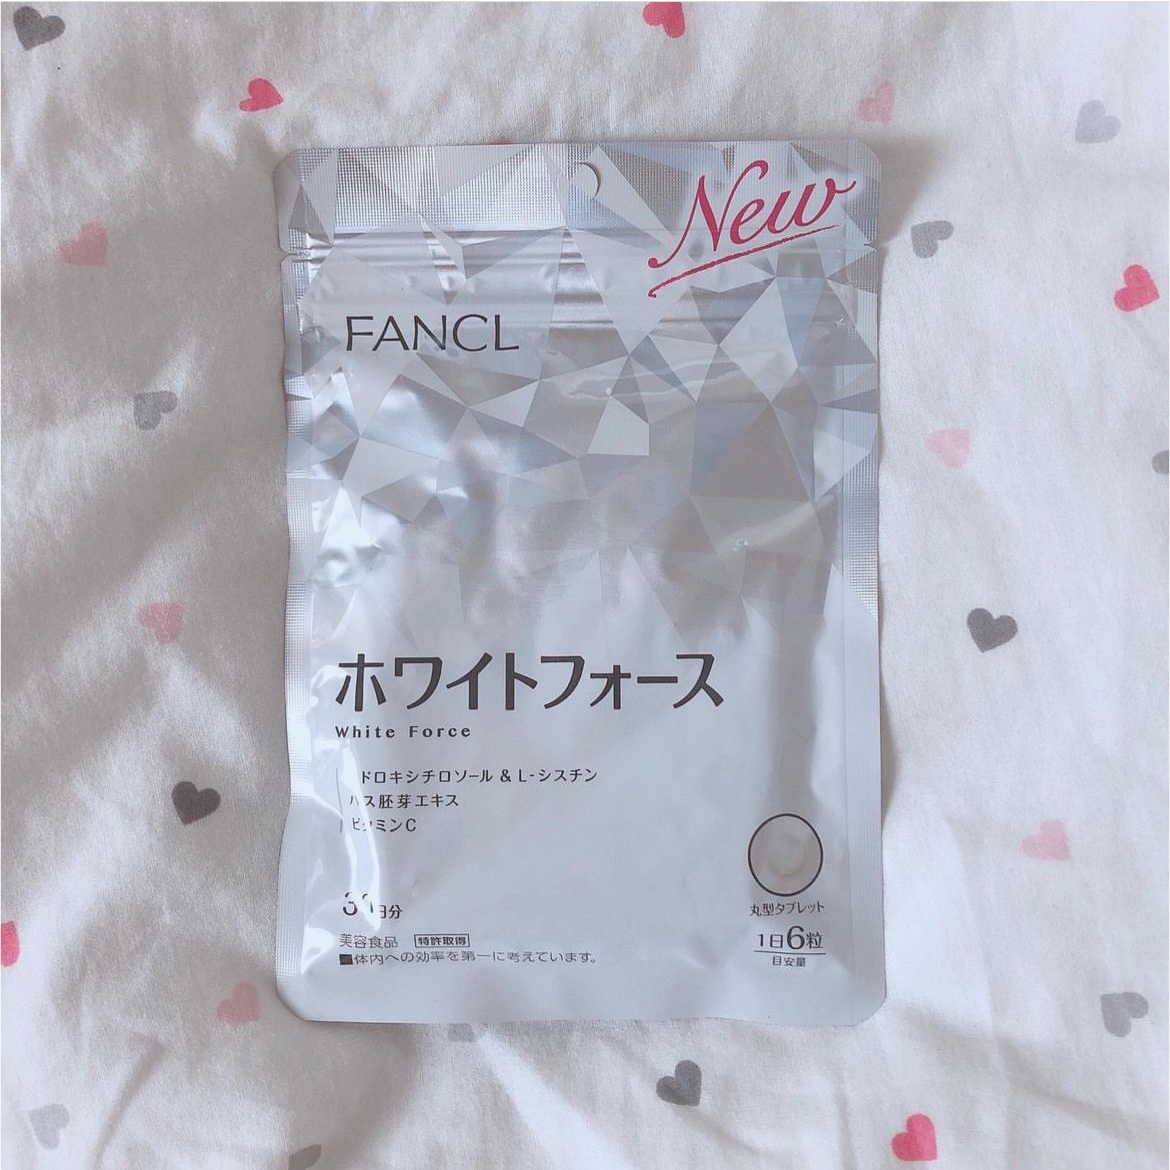 New
FANCL
ホワイトフォース
White Force
ドロキシチロソール & L-シスチン
ハス胚芽エキス
ビタミンC
30日分
美容食品 特許取得
■体内への効率を第一に考えています。
丸型タブレット
1日6粒
目安量